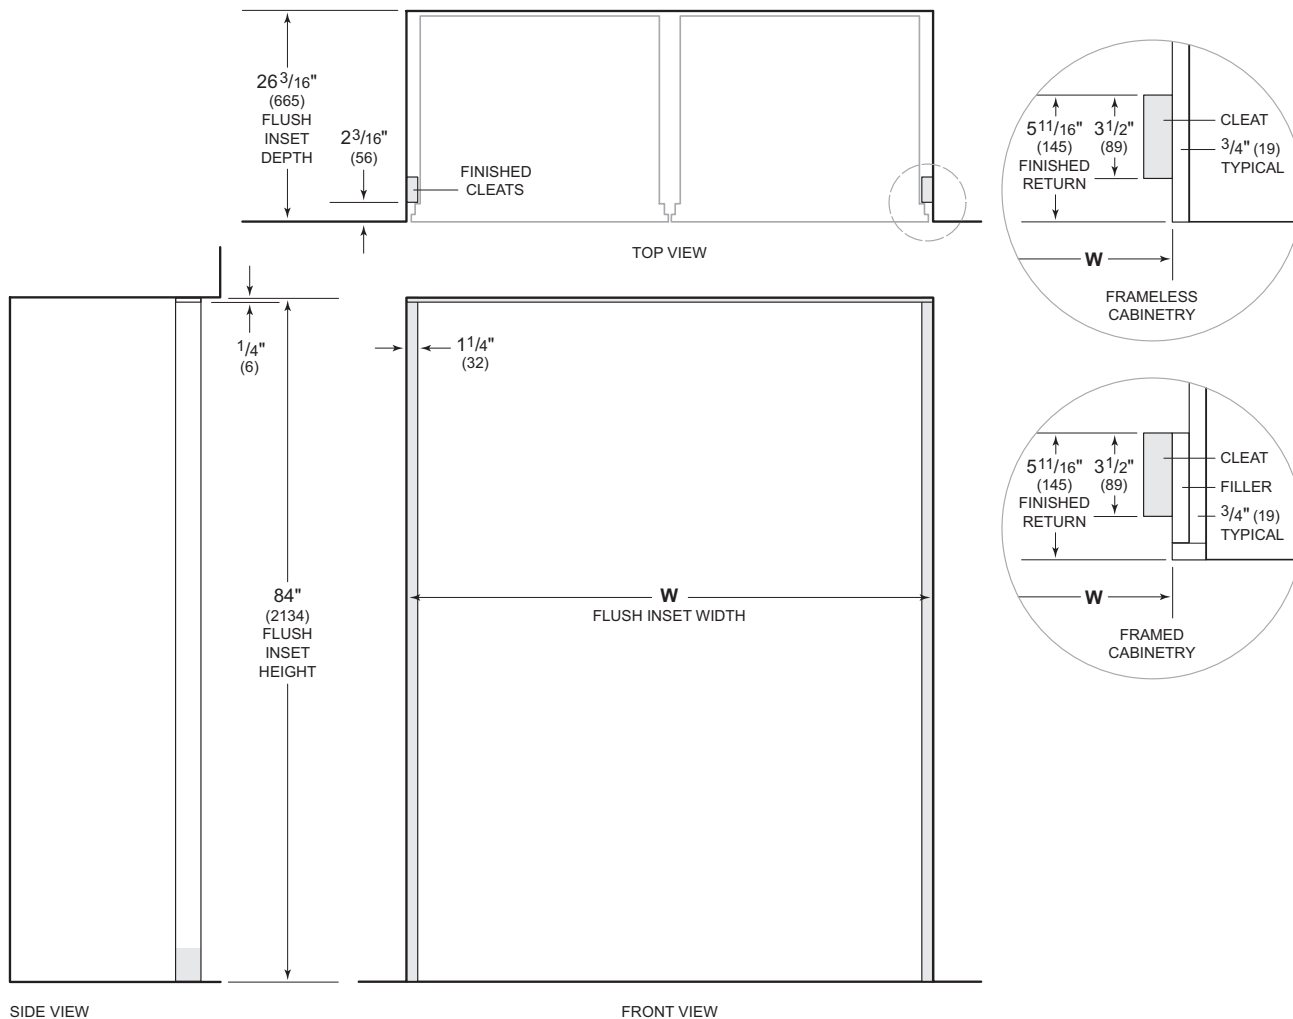 26 3/16"
(665)
FLUSH
INSET
DEPTH
2 3/16"
(56)
FINISHED
CLEATS
TOP VIEW
5 11/16"
(145)
FINISHED
RETURN
3 1/2"
(89)
CLEAT
3/4" (19)
TYPICAL
W
FRAMELESS
CABINETRY
1/4"
(6)
1 1/4"
(32)
84"
(2134)
FLUSH
INSET
HEIGHT
W
FLUSH INSET WIDTH
5 11/16"
(145)
FINISHED
RETURN
3 1/2"
(89)
CLEAT
FILLER
3/4" (19)
TYPICAL
W
FRAMED
CABINETRY
SIDE VIEW
FRONT VIEW